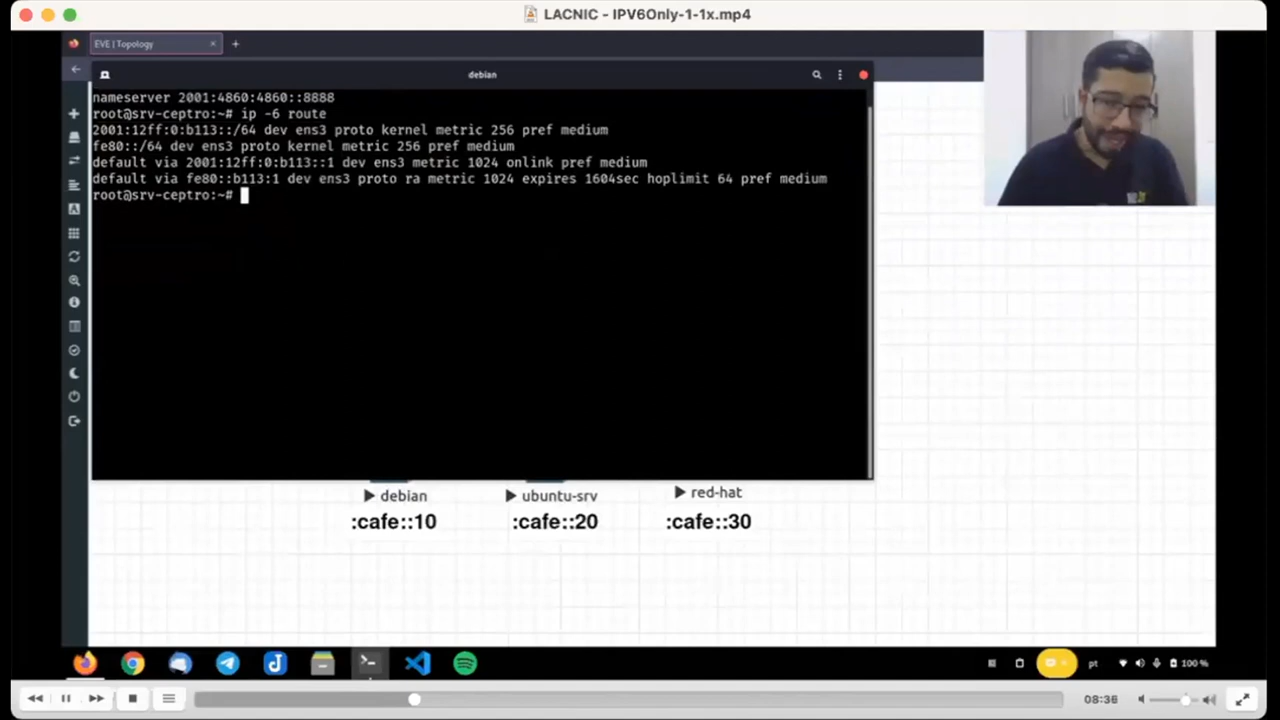 LACNIC - IPV6Only-1-1x.mp4
EVE | Topology
debian
nameserver 2001:4860:4860::8888
root@srv-ceptro:~# ip -6 route
2001:12ff:0:b113::/64 dev ens3 proto kernel metric 256 pref medium
fe80::/64 dev ens3 proto kernel metric 256 pref medium
default via 2001:12ff:0:b113::1 dev ens3 metric 1024 onlink pref medium
default via fe80::b113:1 dev ens3 proto ra metric 1024 expires 1604sec hoplimit 64 pref medium
root@srv-ceptro:~#
debian ubuntu-srv red-hat
:cafe::10 :cafe::20 :cafe::30
pt 100 %
08:36